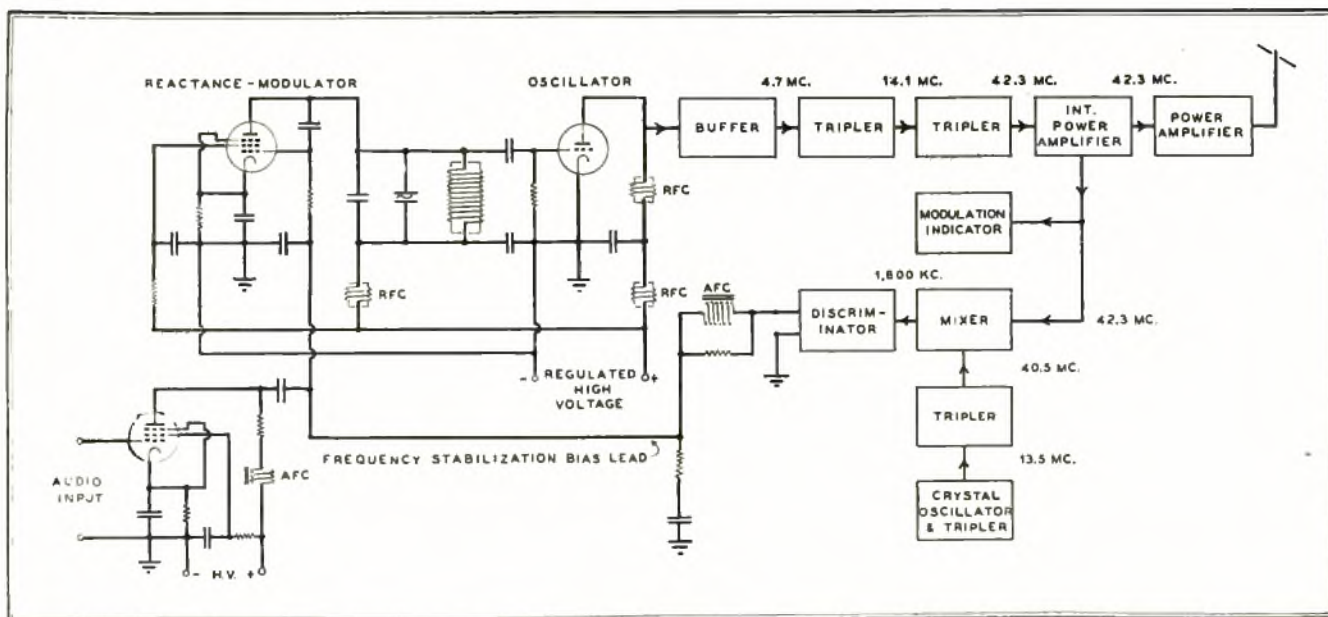 REACTANCE-MODULATOR
OSCILLATOR
4.7 MC.
14.1 MC.
42.3 MC.
42.3 MC.
BUFFER
TRIPLER
TRIPLER
INT.
POWER
AMPLIFIER
POWER
AMPLIFIER
RFC
MODULATION
INDICATOR
1,800 KC.
RFC
RFC
AFC
DISCRIM-
INATOR
MIXER
42.3 MC.
- REGULATED +
HIGH
VOLTAGE
40.5 MC.
TRIPLER
FREQUENCY STABILIZATION BIAS LEAD
13.5 MC.
AUDIO
INPUT
AFC
CRYSTAL
OSCILLATOR
& TRIPLER
- H.V. +